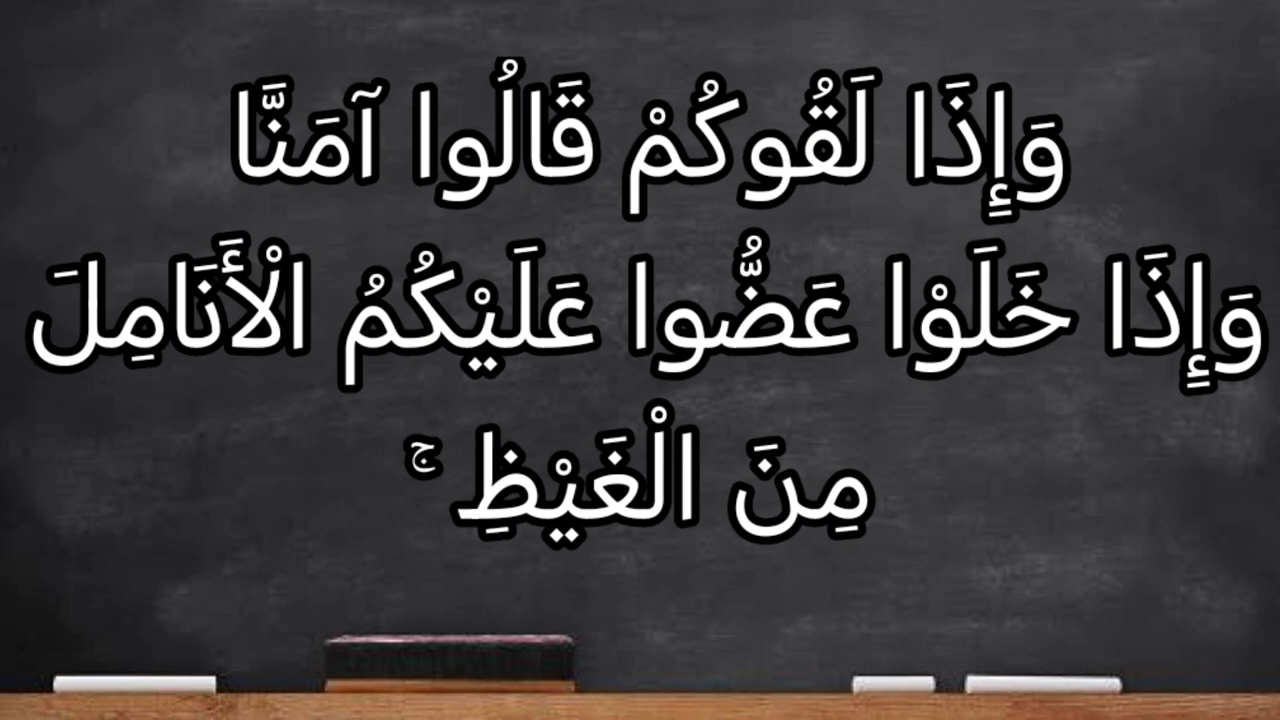 وَإِذَا لَقُوكُمْ قَالُوا آمَنَّا
وَإِذَا خَلَوْا عَضُّوا عَلَيْكُمُ الْأَنَامِلَ
مِنَ الْغَيْظِ ۚ